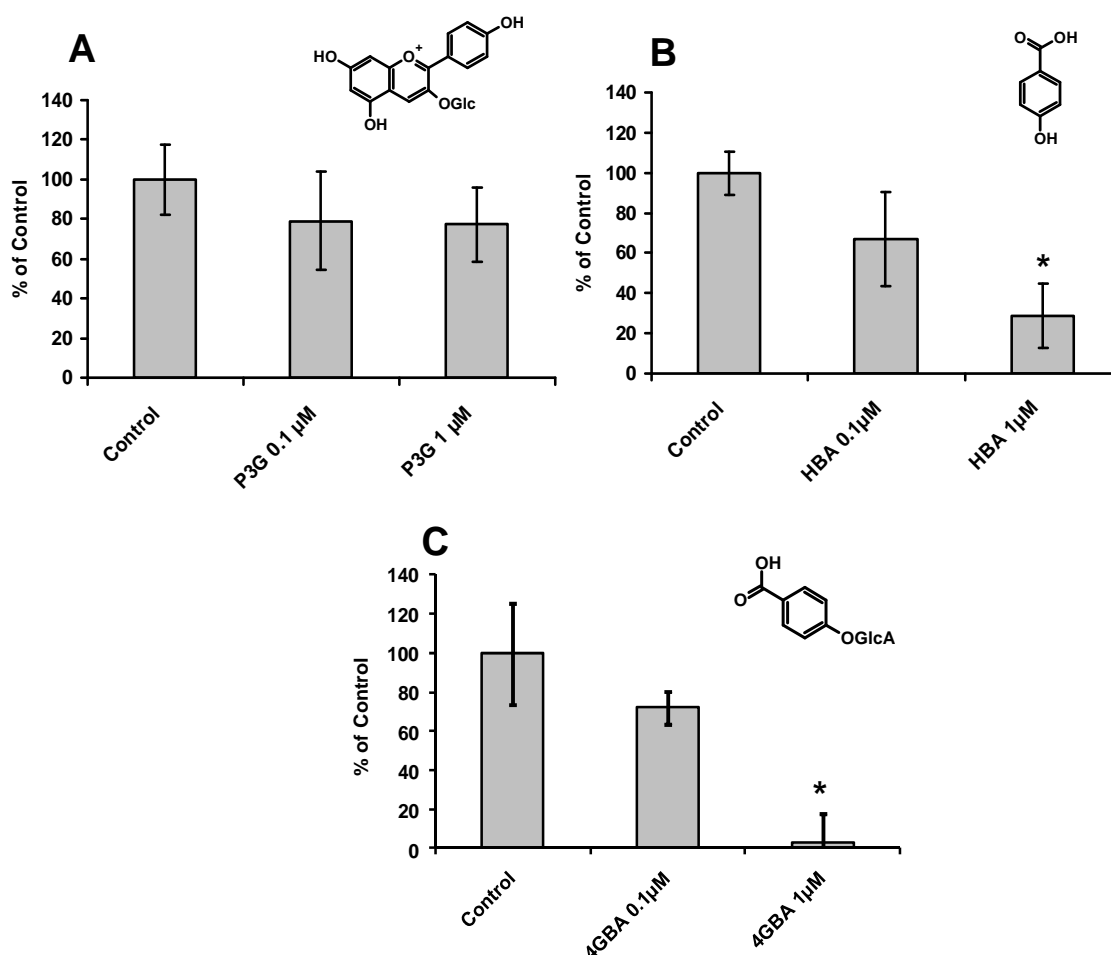 A
OH
HO
O+
OGlc
OH
% of Control
140
120
100
80
60
40
20
0
Control
P3G 0.1 µM
P3G 1 µM
B
O
OH
OH
% of Control
140
120
100
80
60
40
20
0
*
Control
HBA 0.1µM
HBA 1µM
C
OH
O
OGlcA
% of Control
140
120
100
80
60
40
20
0
*
Control
4GBA 0.1µM
4GBA 1µM